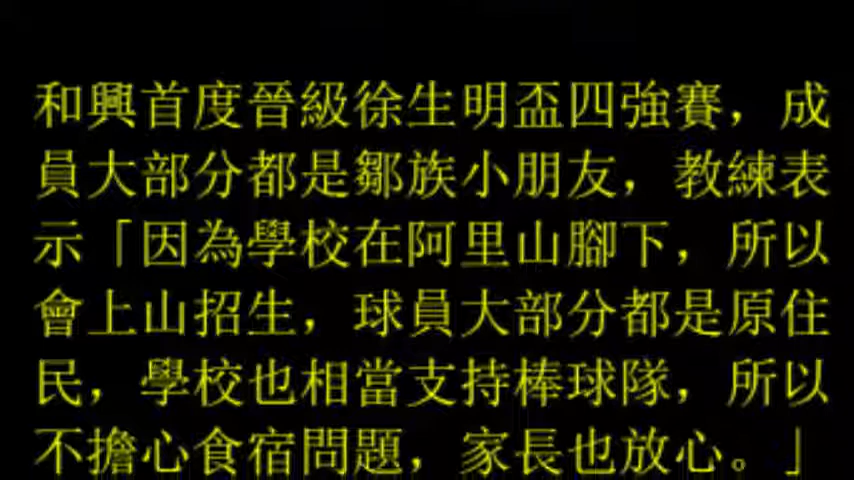 和興首度晉級徐生明盃四強賽，成
員大部分都是鄒族小朋友，教練表
示「因為學校在阿里山腳下，所以
會上山招生，球員大部分都是原住
民，學校也相當支持棒球隊，所以
不擔心食宿問題，家長也放心。」